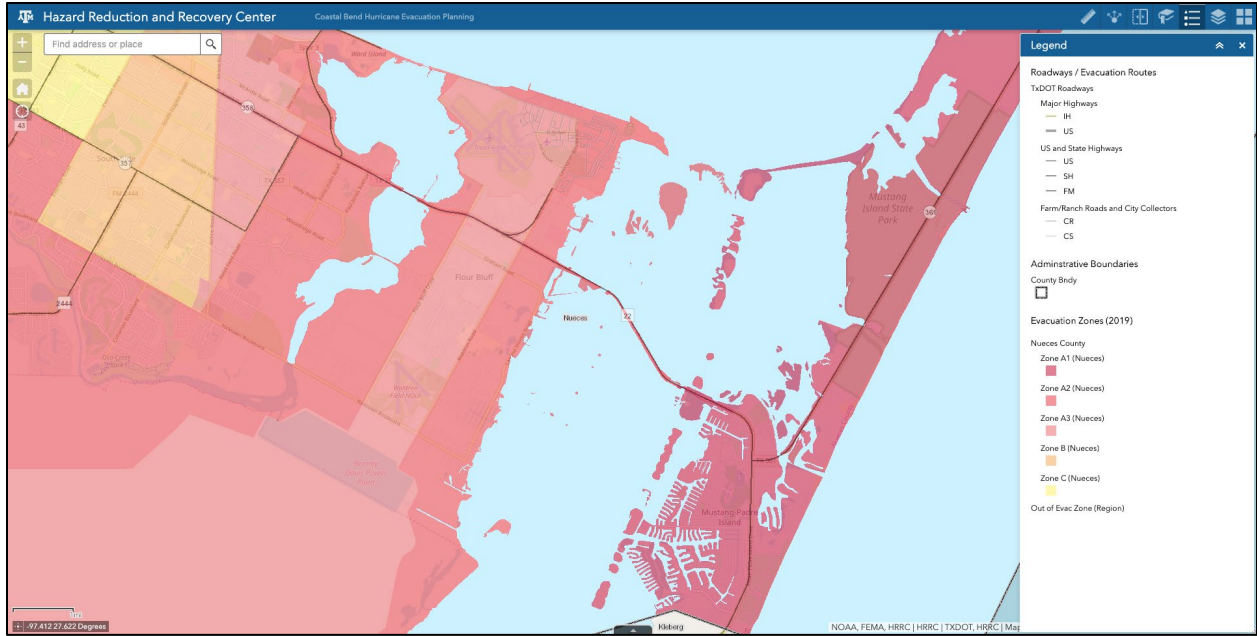 Hazard Reduction and Recovery Center
Coastal Bend Hurricane Evacuation Planning
Find address or place
Ward Island
358
43
357
FM 2444
2444
Flour Bluff
Nueces
22
Mustang
Island State
Park
361
Mustang-Padre
Island
Kleberg
1mi
-97.412 27.622 Degrees
NOAA, FEMA, HRRC | HRRC | TXDOT, HRRC | Map
Legend
Roadways / Evacuation Routes
TxDOT Roadways
Major Highways
IH
US
US and State Highways
US
SH
FM
Farm/Ranch Roads and City Collectors
CR
CS
Adminstrative Boundaries
County Bndy
Evacuation Zones (2019)
Nueces County
Zone A1 (Nueces)
Zone A2 (Nueces)
Zone A3 (Nueces)
Zone B (Nueces)
Zone C (Nueces)
Out of Evac Zone (Region)